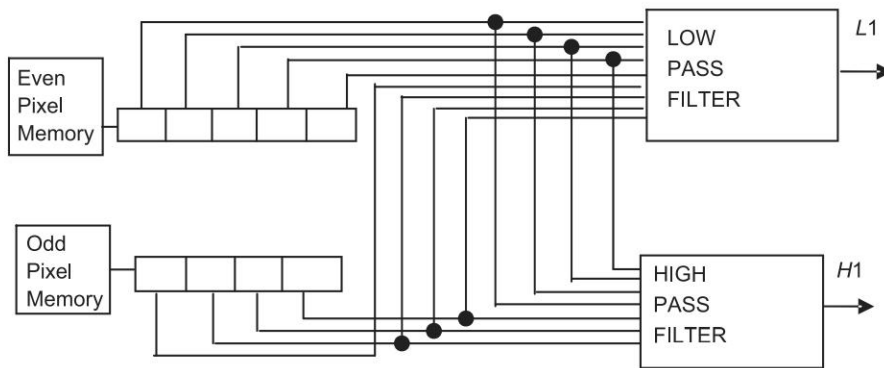 Even
Pixel
Memory
LOW
PASS
FILTER
L1
Odd
Pixel
Memory
HIGH
PASS
FILTER
H1